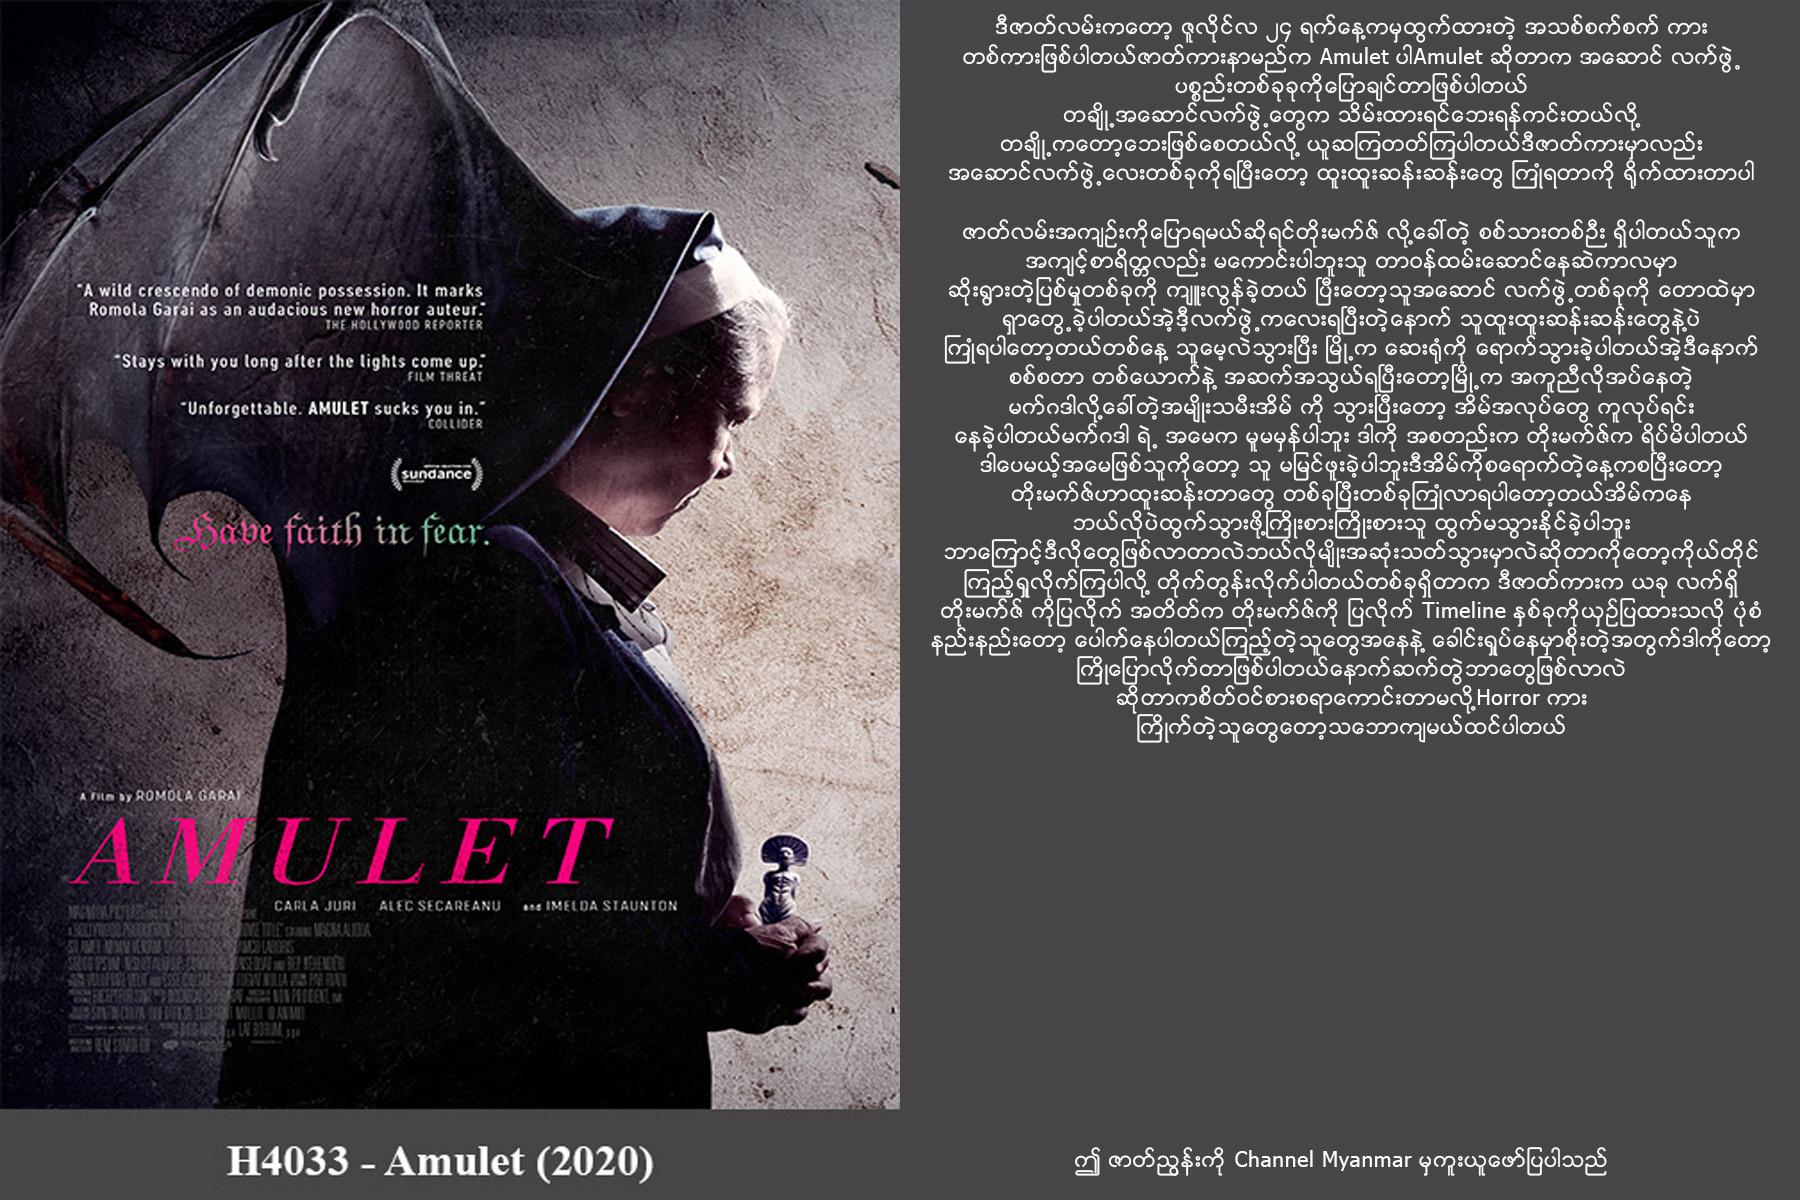 "A wild crescendo of demonic possession. It marks
Romola Garai as an audacious new horror auteur."
THE HOLLYWOOD REPORTER
"Stays with you long after the lights come up."
FILM THREAT
"Unforgettable. AMULET sucks you in."
COLLIDER
sundance
Have faith in fear.
A Film by ROMOLA GARAI
AMULET
CARLA JURI ALEC SECAREANU and IMELDA STAUNTON
H4033 - Amulet (2020)
ဒီဇာတ်လမ်းကတော့ ဇူလိုင်လ ၂၄ ရက်နေ့ကမှထွက်ထားတဲ့ အသစ်စက်စက် ကား
တစ်ကားဖြစ်ပါတယ်ဇာတ်ကားနာမည်က Amulet ပါAmulet ဆိုတာက အဆောင် လက်ဖွဲ့
ပစ္စည်းတစ်ခုခုကိုပြောချင်တာဖြစ်ပါတယ်
တချို့အဆောင်လက်ဖွဲ့တွေက သိမ်းထားရင်ဘေးရန်ကင်းတယ်လို့
တချို့ကတော့ဘေးဖြစ်စေတယ်လို့ ယူဆကြတတ်ကြပါတယ်ဒီဇာတ်ကားမှာလည်း
အဆောင်လက်ဖွဲ့လေးတစ်ခုကိုရပြီးတော့ ထူးထူးဆန်းဆန်းတွေ ကြုံရတာကို ရိုက်ထားတာပါ
ဇာတ်လမ်းအကျဉ်းကိုပြောရမယ်ဆိုရင်တိုးမက်ဇ် လို့ခေါ်တဲ့ စစ်သားတစ်ဦး ရှိပါတယ်သူက
အကျင့်စာရိတ္တလည်း မကောင်းပါဘူးသူ တာဝန်ထမ်းဆောင်နေဆဲကာလမှာ
ဆိုးရွားတဲ့ပြစ်မှုတစ်ခုကို ကျူးလွန်ခဲ့တယ် ပြီးတော့သူအဆောင် လက်ဖွဲ့တစ်ခုကို တောထဲမှာ
ရှာတွေ့ခဲ့ပါတယ်အဲ့ဒီ့လက်ဖွဲ့ကလေးရပြီးတဲ့နောက် သူထူးထူးဆန်းဆန်းတွေနဲ့ပဲ
ကြုံရပါတော့တယ်တစ်နေ့ သူမေ့လဲသွားပြီး မြို့က ဆေးရုံကို ရောက်သွားခဲ့ပါတယ်အဲ့ဒီနောက်
စစ်စတာ တစ်ယောက်နဲ့ အဆက်အသွယ်ရပြီးတော့မြို့က အကူညီလိုအပ်နေတဲ့
မက်ဂဒါလို့ခေါ်တဲ့အမျိုးသမီးအိမ် ကို သွားပြီးတော့ အိမ်အလုပ်တွေ ကူလုပ်ရင်း
နေခဲ့ပါတယ်မက်ဂဒါ ရဲ့ အမေက မူမမှန်ပါဘူး ဒါကို အစတည်းက တိုးမက်ဇ်က ရိပ်မိပါတယ်
ဒါပေမယ့်အမေဖြစ်သူကိုတော့ သူ မမြင်ဖူးခဲ့ပါဘူးဒီအိမ်ကိုစရောက်တဲ့နေ့ကစပြီးတော့
တိုးမက်ဇ်ဟာထူးဆန်းတာတွေ တစ်ခုပြီးတစ်ခုကြုံလာရပါတော့တယ်အိမ်ကနေ
ဘယ်လိုပဲထွက်သွားဖို့ကြိုးစားကြိုးစားသူ ထွက်မသွားနိုင်ခဲ့ပါဘူး
ဘာကြောင့်ဒီလိုတွေဖြစ်လာတာလဲဘယ်လိုမျိုးအဆုံးသတ်သွားမှာလဲဆိုတာကိုတော့ကိုယ်တိုင်
ကြည့်ရှုလိုက်ကြပါလို့ တိုက်တွန်းလိုက်ပါတယ်တစ်ခုရှိတာက ဒီဇာတ်ကားက ယခု လက်ရှိ
တိုးမက်ဇ် ကိုပြလိုက် အတိတ်က တိုးမက်ဇ်ကို ပြလိုက် Timeline နှစ်ခုကိုယှဉ်ပြထားသလို ပုံစံ
နည်းနည်းတော့ ပေါက်နေပါတယ်ကြည့်တဲ့သူတွေအနေနဲ့ ခေါင်းရှုပ်နေမှာစိုးတဲ့အတွက်ဒါကိုတော့
ကြိုပြောလိုက်တာဖြစ်ပါတယ်နောက်ဆက်တွဲဘာတွေဖြစ်လာလဲ
ဆိုတာကစိတ်ဝင်စားစရာကောင်းတာမလို့Horror ကား
ကြိုက်တဲ့သူတွေတော့သဘောကျမယ်ထင်ပါတယ်
ဤ ဇာတ်ညွှန်းကို Channel Myanmar မှကူးယူဖော်ပြပါသည်